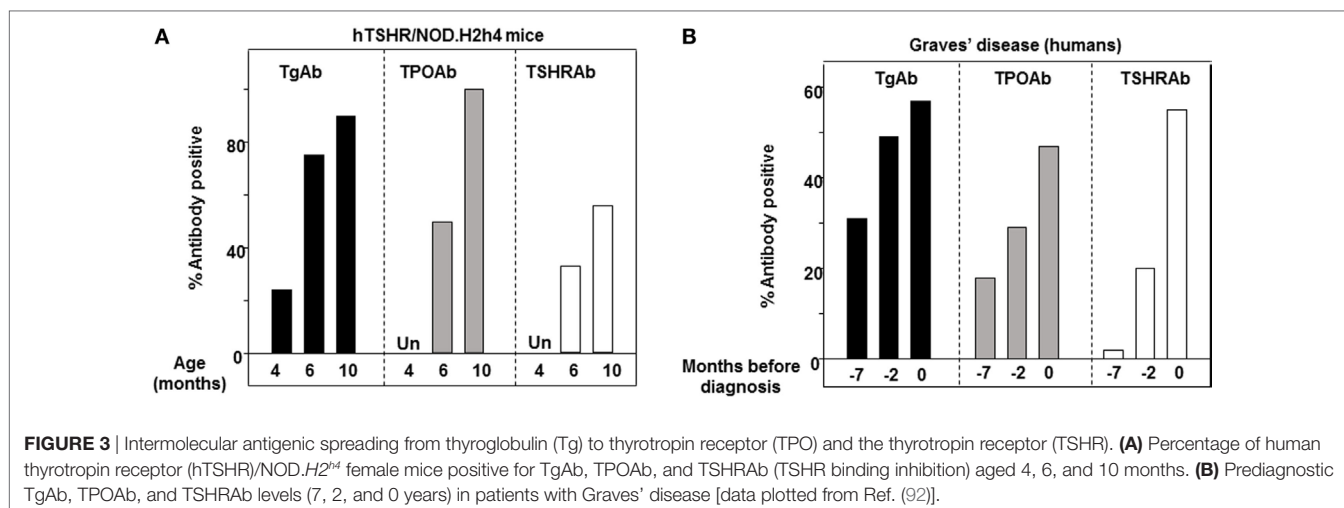 A
hTSHR/NOD.H2h4 mice
TgAb TPOAb TSHRAb
% Antibody positive
80
40
0
Un Un
Age (months)
4 6 10 4 6 10 4 6 10
B
Graves' disease (humans)
TgAb TPOAb TSHRAb
% Antibody positive
60
40
20
0
Months before diagnosis
-7 -2 0 -7 -2 0 -7 -2 0
FIGURE 3 | Intermolecular antigenic spreading from thyroglobulin (Tg) to thyrotropin receptor (TPO) and the thyrotropin receptor (TSHR). (A) Percentage of human
thyrotropin receptor (hTSHR)/NOD.H2h4 female mice positive for TgAb, TPOAb, and TSHRAb (TSHR binding inhibition) aged 4, 6, and 10 months. (B) Prediagnostic
TgAb, TPOAb, and TSHRAb levels (7, 2, and 0 years) in patients with Graves' disease [data plotted from Ref. (92)].